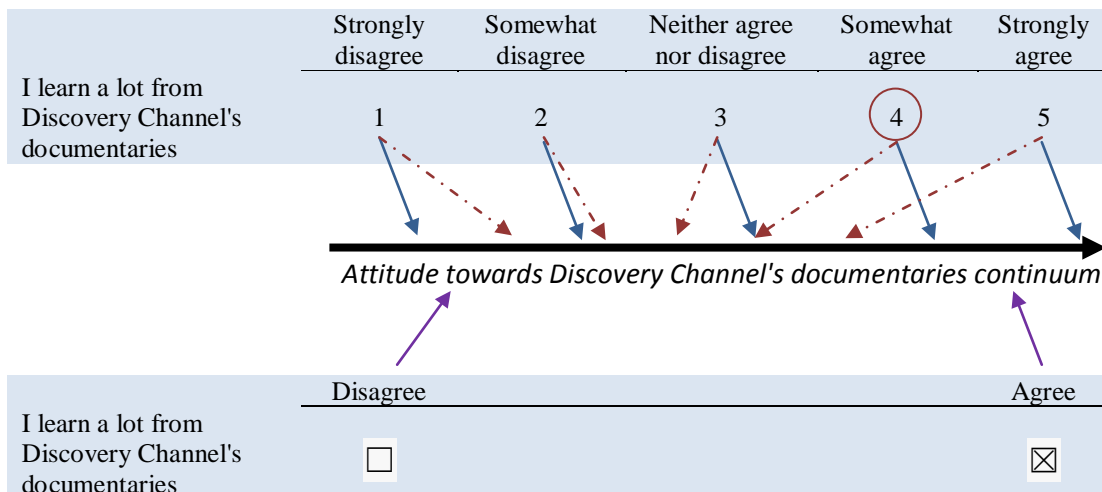 Strongly disagree
Somewhat disagree
Neither agree nor disagree
Somewhat agree
Strongly agree
I learn a lot from
Discovery Channel's
documentaries
1 2 3 4 5
Attitude towards Discovery Channel's documentaries continuum
Disagree Agree
I learn a lot from
Discovery Channel's
documentaries